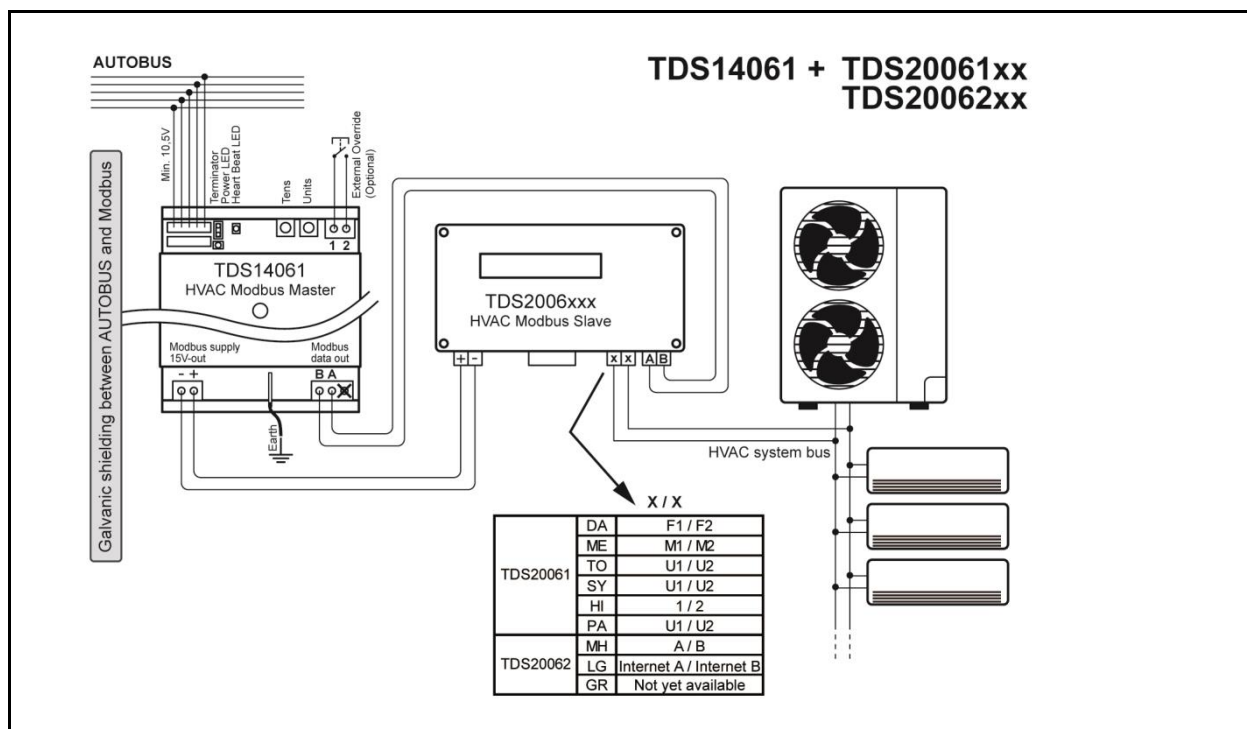 AUTOBUS
TDS14061 + TDS20061xx
TDS20062xx
Galvanic shielding between AUTOBUS and Modbus
Min. 10,5V
Terminator
Power LED
Heart Beat LED
Tens
Units
External Override
(Optional)
1 2
TDS14061
HVAC Modbus Master
Modbus supply
15V-out
Modbus
data out
- +
B A
Earth
TDS2006xxx
HVAC Modbus Slave
+ -
x x
A B
HVAC system bus
X / X
TDS20061
DA F1 / F2
ME M1 / M2
TO U1 / U2
SY U1 / U2
HI 1 / 2
PA U1 / U2
TDS20062
MH A / B
LG Internet A / Internet B
GR Not yet available